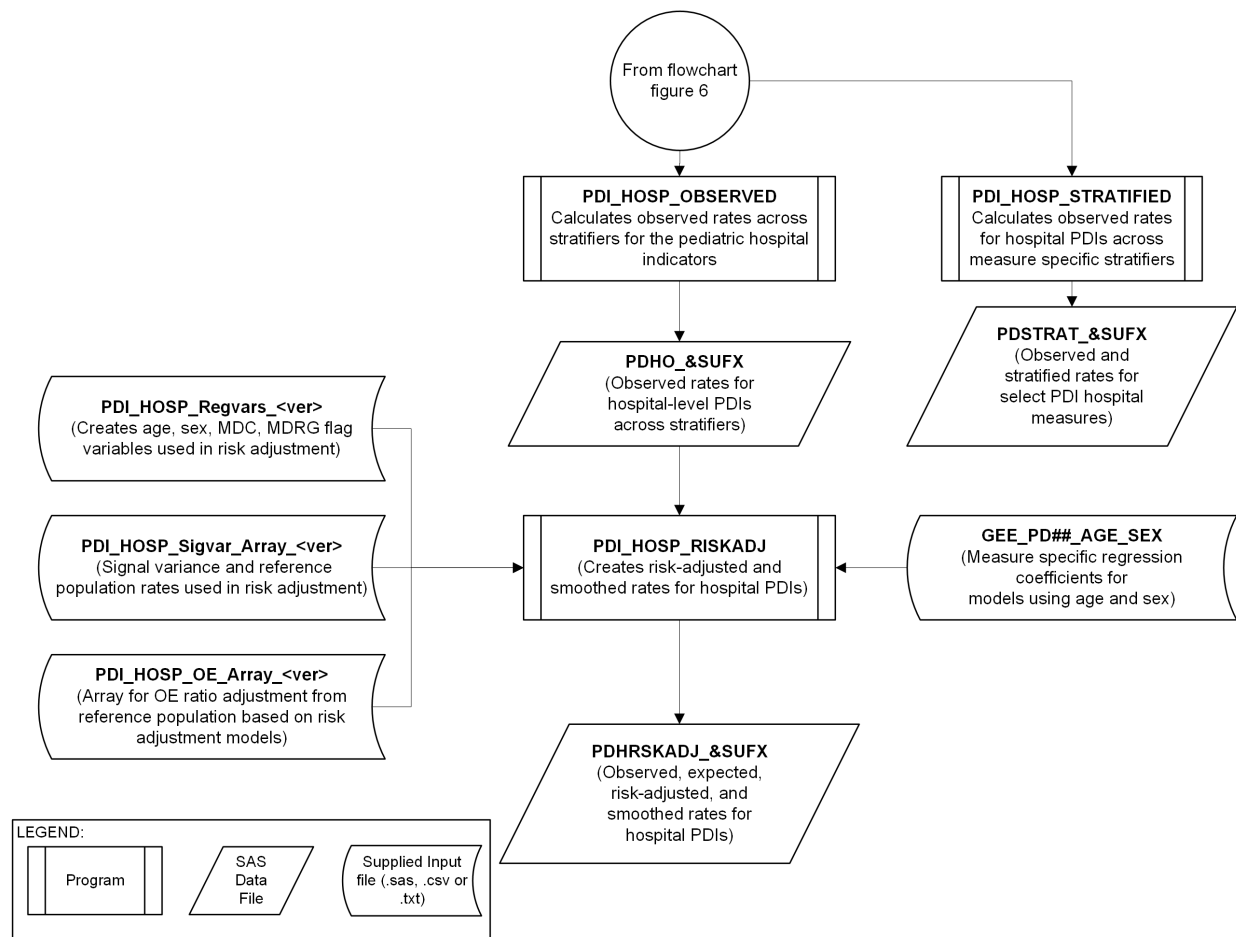 From flowchart
figure 6
PDI_HOSP_OBSERVED
Calculates observed rates across
stratifiers for the pediatric hospital
indicators
PDI_HOSP_STRATIFIED
Calculates observed rates
for hospital PDIs across
measure specific stratifiers
PDHO_&SUFX
(Observed rates for
hospital-level PDIs
across stratifiers)
PDSTRAT_&SUFX
(Observed and
stratified rates for
select PDI hospital
measures)
PDI_HOSP_Regvars_<ver>
(Creates age, sex, MDC, MDRG flag
variables used in risk adjustment)
PDI_HOSP_Sigvar_Array_<ver>
(Signal variance and reference
population rates used in risk adjustment)
PDI_HOSP_RISKADJ
(Creates risk-adjusted and
smoothed rates for hospital PDIs)
GEE_PD##_AGE_SEX
(Measure specific regression
coefficients for
models using age and sex)
PDI_HOSP_OE_Array_<ver>
(Array for OE ratio adjustment from
reference population based on risk
adjustment models)
PDHRSKADJ_&SUFX
(Observed, expected,
risk-adjusted, and
smoothed rates for
hospital PDIs)
LEGEND:
Program
SAS
Data
File
Supplied Input
file (.sas, .csv or
.txt)